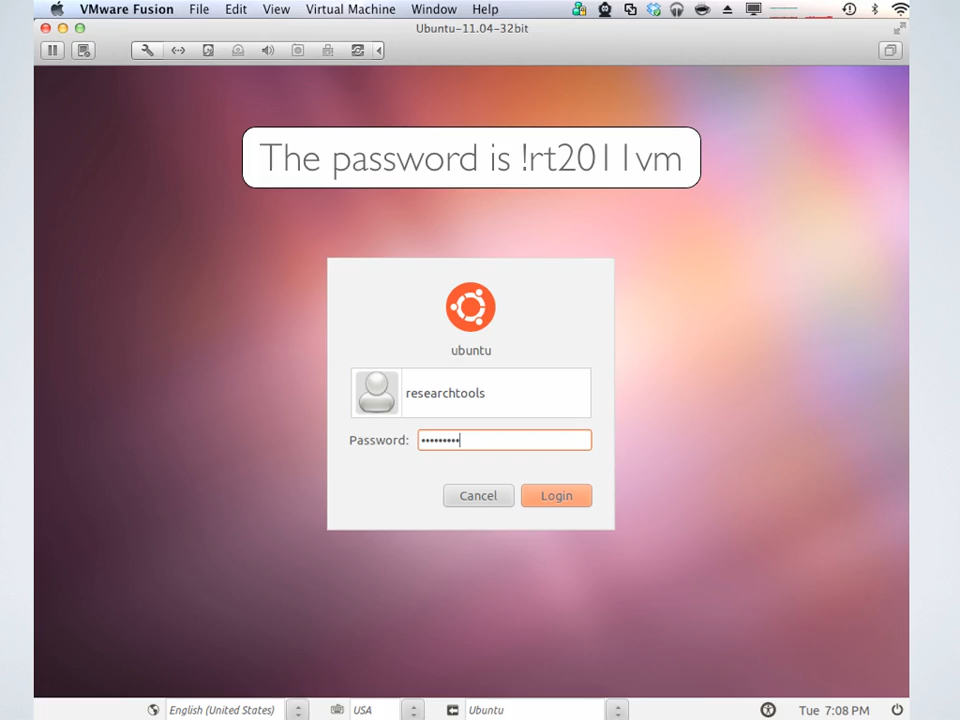 VMware Fusion File Edit View Virtual Machine Window Help
Ubuntu-11.04-32bit
The password is !rt2011vm
ubuntu
researchtools
Password: •••••••••
Cancel Login
English (United States) USA Ubuntu Tue 7:08 PM